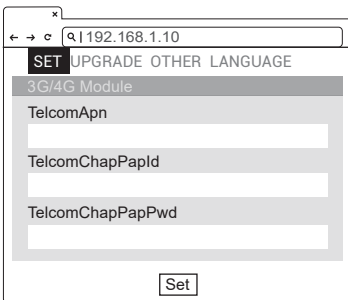 192.168.1.10
SET UPGRADE OTHER LANGUAGE
3G/4G Module
TelcomApn
TelcomChapPapId
TelcomChapPapPwd
Set